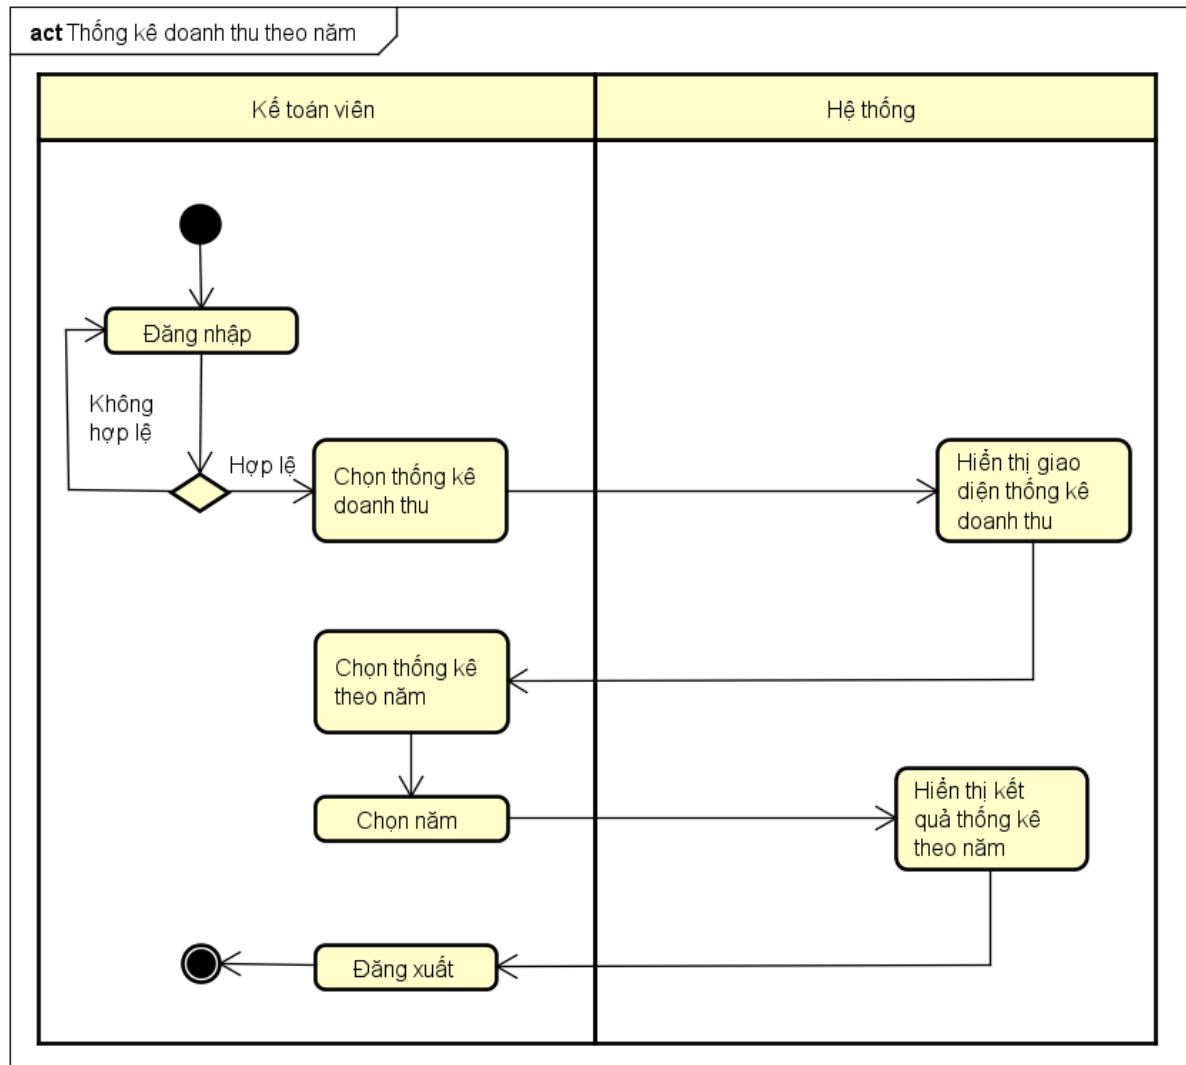 act Thống kê doanh thu theo năm
Kế toán viên
Hệ thống
Đăng nhập
Không
hợp lệ
Hợp lệ
Chọn thống kê
doanh thu
Hiển thị giao
diện thống kê
doanh thu
Chọn thống kê
theo năm
Chọn năm
Hiển thị kết
quả thống kê
theo năm
Đăng xuất